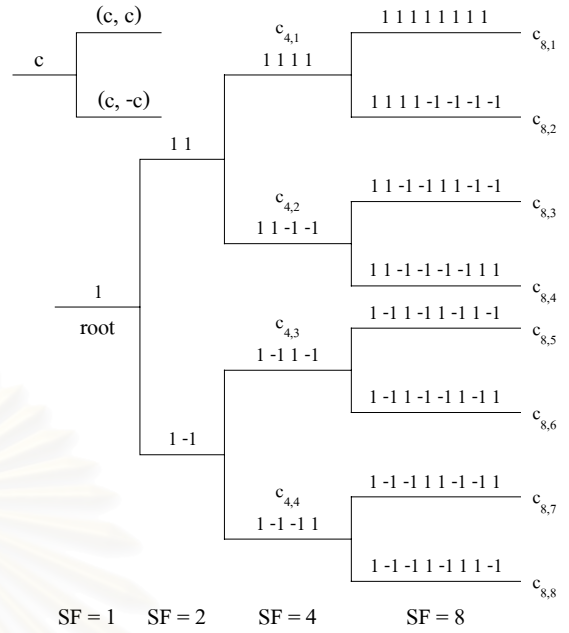 (c, c)
c
(c, -c)
1
root
1 1
1 -1
c4,1
1 1 1 1
c4,2
1 1 -1 -1
c4,3
1 -1 1 -1
c4,4
1 -1 -1 1
1 1 1 1 1 1 1 1
c8,1
1 1 1 1 -1 -1 -1 -1
c8,2
1 1 -1 -1 1 1 -1 -1
c8,3
1 1 -1 -1 -1 -1 1 1
c8,4
1 -1 1 -1 1 -1 1 -1
c8,5
1 -1 1 -1 -1 1 -1 1
c8,6
1 -1 -1 1 1 -1 -1 1
c8,7
1 -1 -1 1 -1 1 1 -1
c8,8
SF = 1 SF = 2 SF = 4 SF = 8